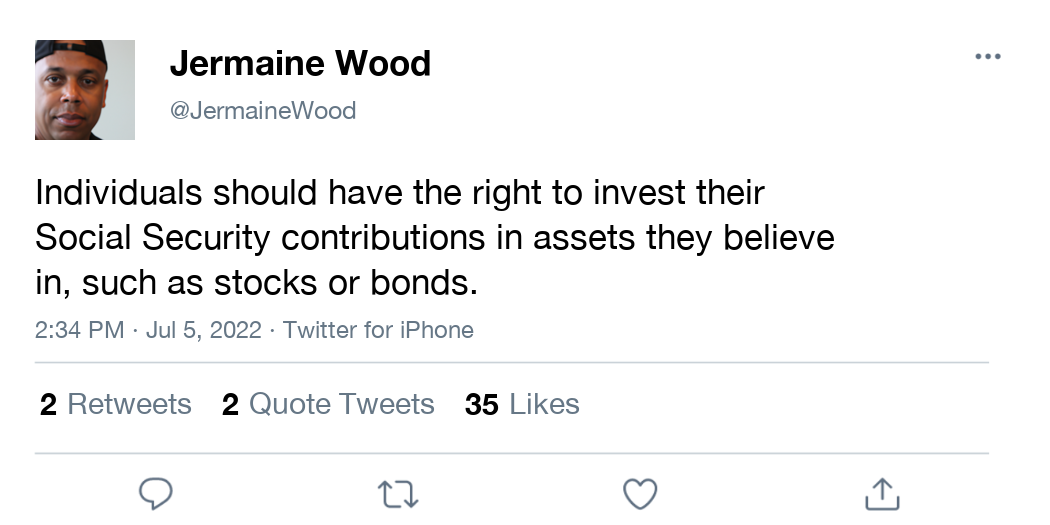 Jermaine Wood
@JermaineWood
Individuals should have the right to invest their
Social Security contributions in assets they believe
in, such as stocks or bonds.
2:34 PM · Jul 5, 2022 · Twitter for iPhone
2 Retweets 2 Quote Tweets 35 Likes